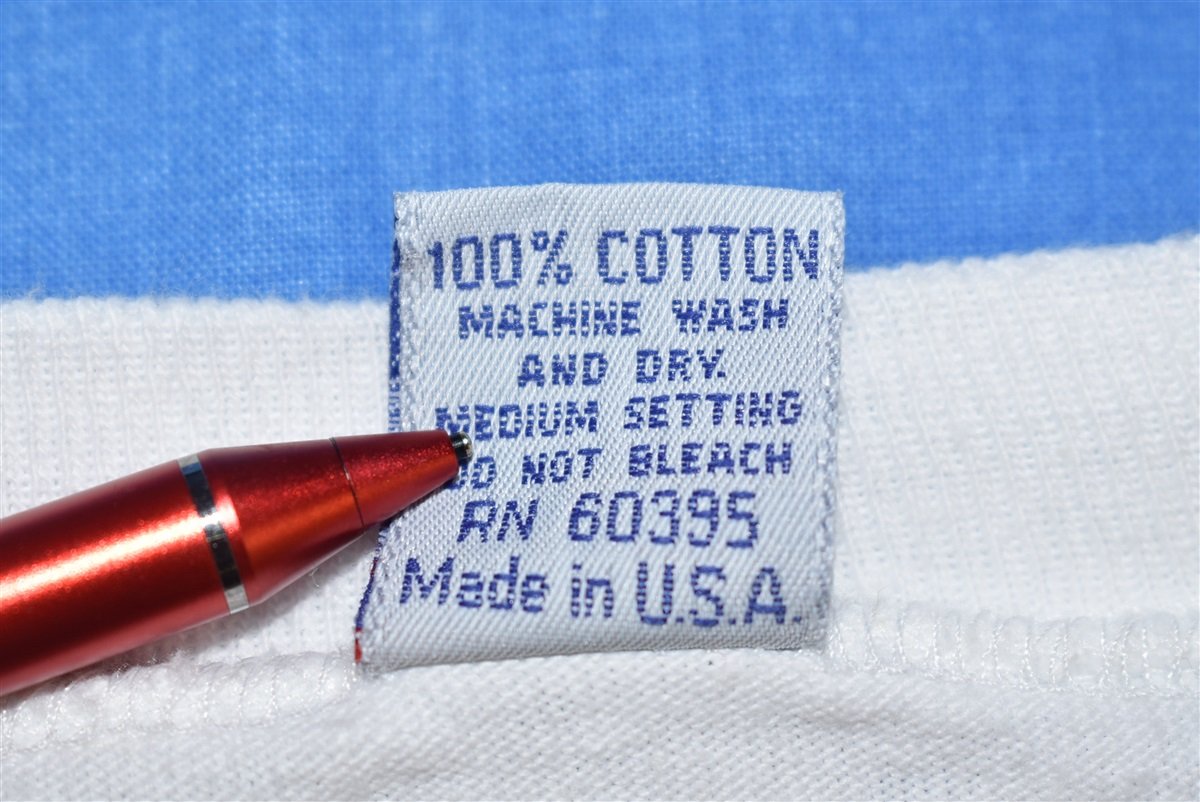 100% COTTON
MACHINE WASH
AND DRY.
MEDIUM SETTING
DO NOT BLEACH
RN 60395
Made in U.S.A.